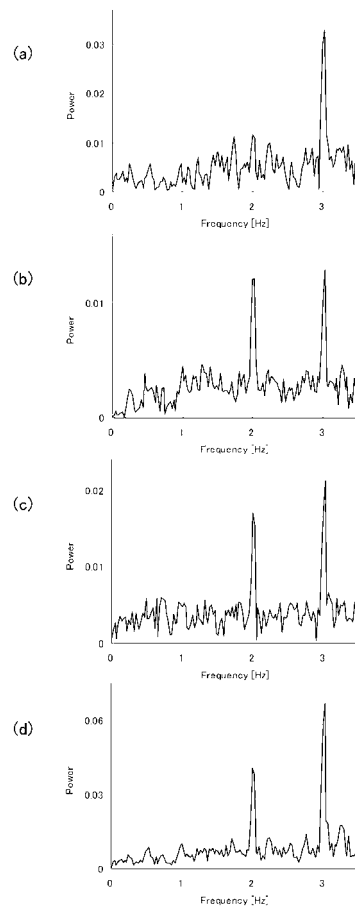 (a)
Power
0.03
0.02
0.01
0
0 1 2 3
Frequency [Hz]
(b)
Power
0.01
0
0 1 2 3
Frequency [Hz]
(c)
Power
0.02
0.01
0
0 1 2 3
Frequency [Hz]
(d)
Power
0.06
0.03
0
0 1 2 3
Frequency [Hz]